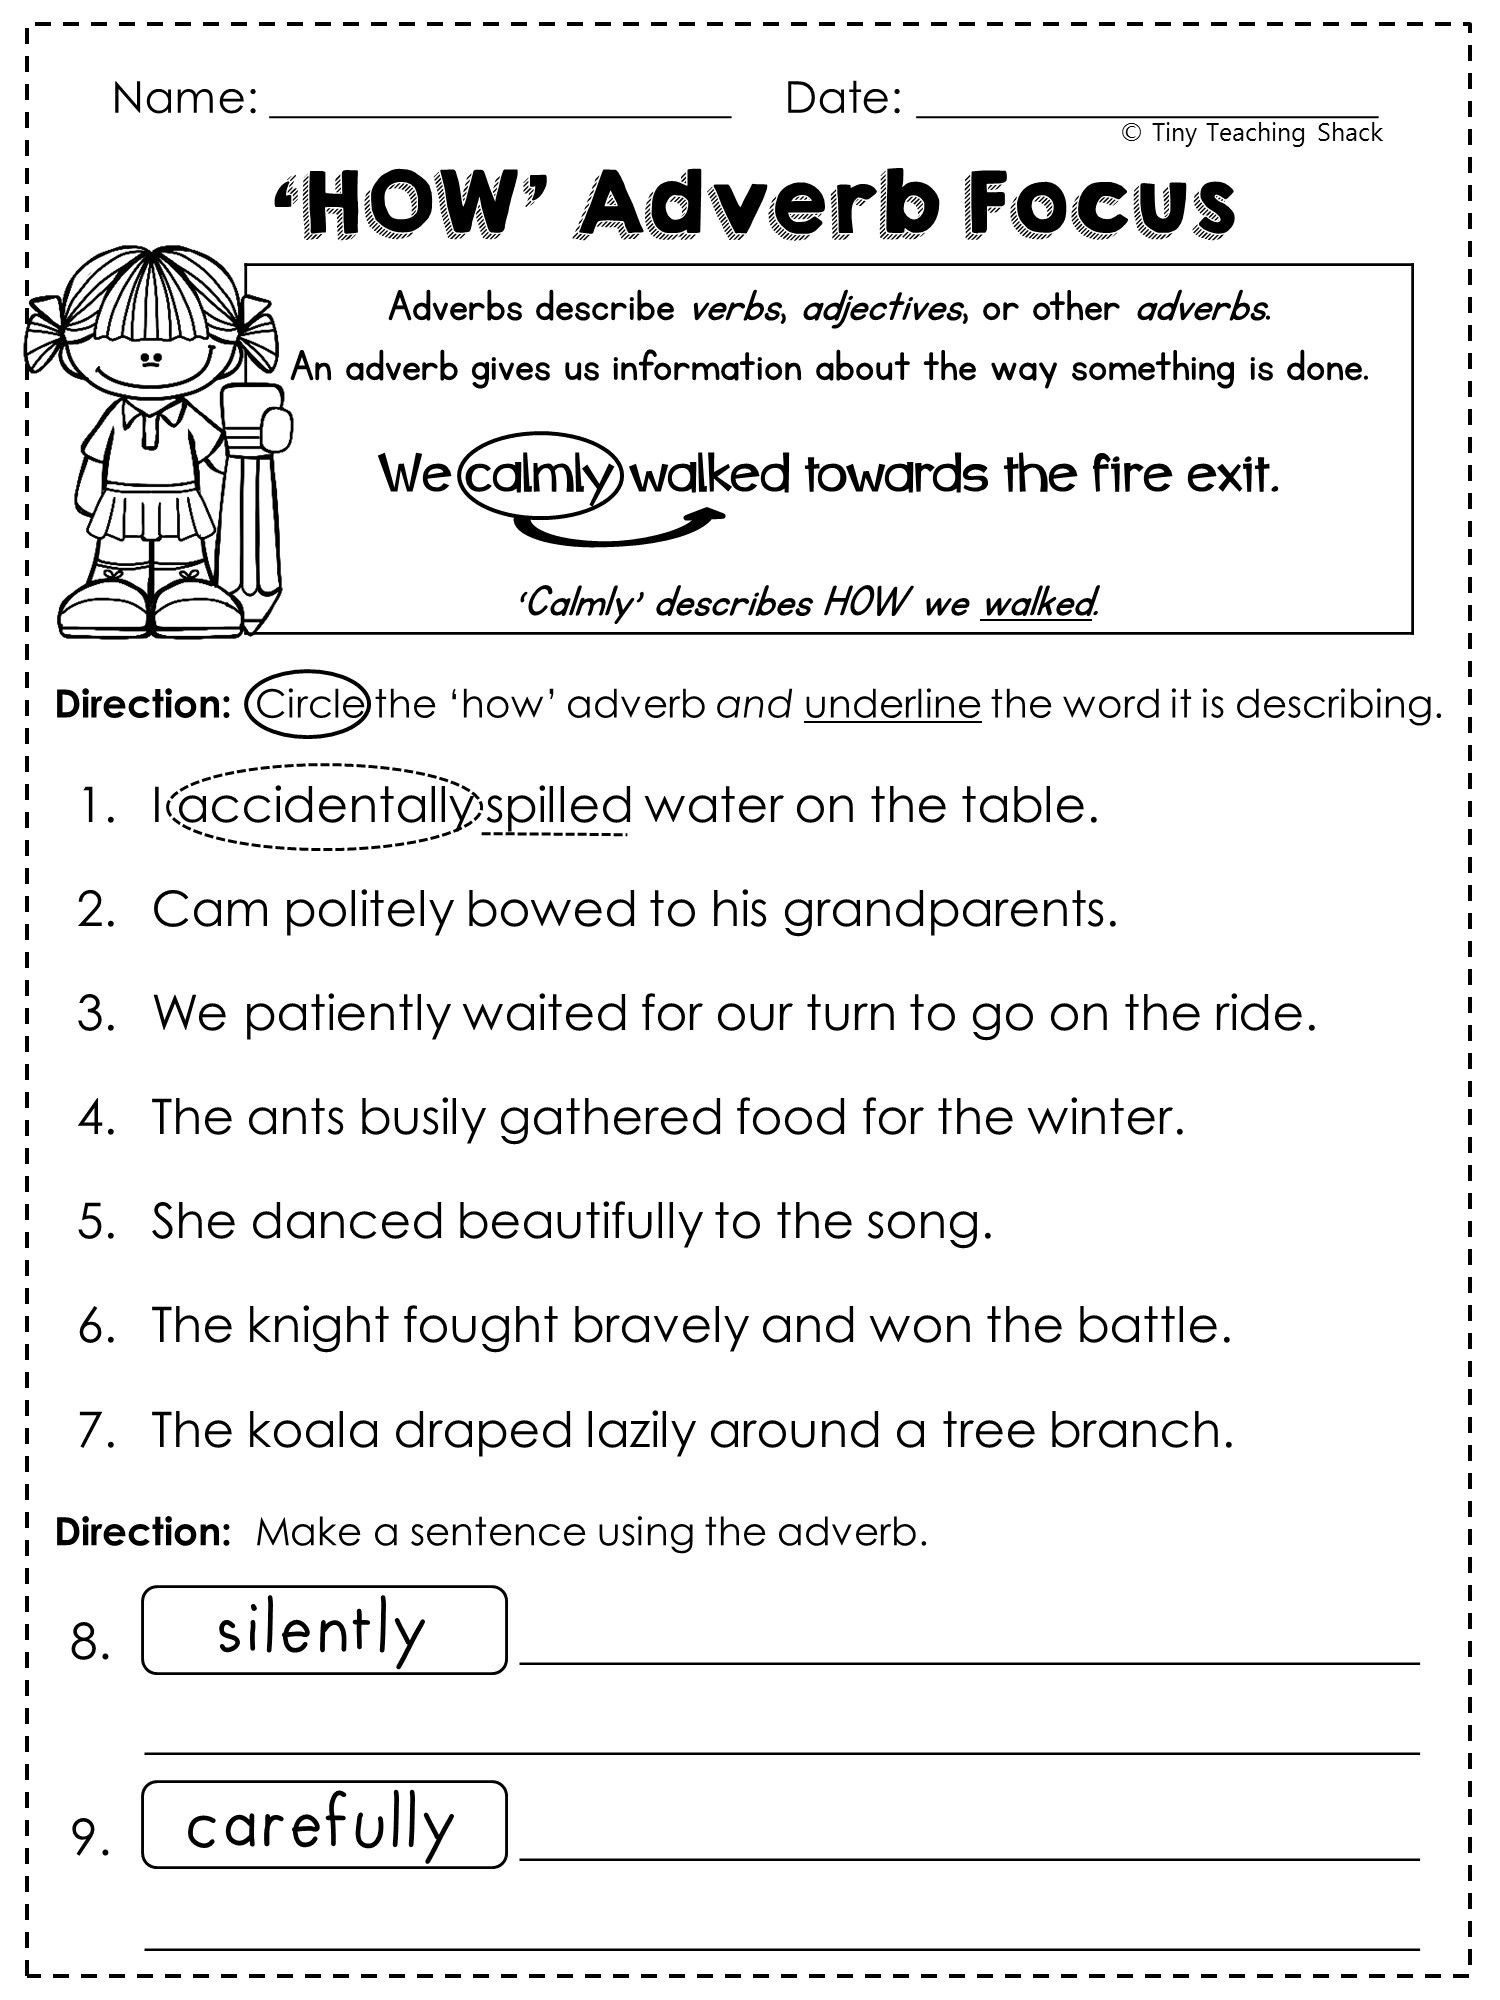 Name: Date:
© Tiny Teaching Shack
‘HOW’ Adverb Focus
Adverbs describe verbs, adjectives, or other adverbs.
An adverb gives us information about the way something is done.
We calmly walked towards the fire exit.
‘Calmly’ describes HOW we walked.
Direction: Circle the ‘how’ adverb and underline the word it is describing.
1. I accidentally spilled water on the table.
2. Cam politely bowed to his grandparents.
3. We patiently waited for our turn to go on the ride.
4. The ants busily gathered food for the winter.
5. She danced beautifully to the song.
6. The knight fought bravely and won the battle.
7. The koala draped lazily around a tree branch.
Direction: Make a sentence using the adverb.
8. silently
9. carefully